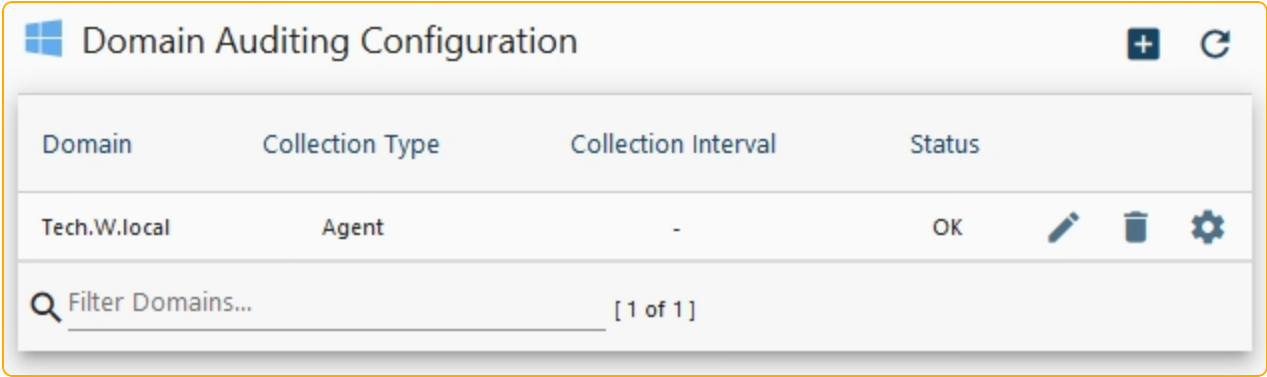 Domain Auditing Configuration
Domain Collection Type Collection Interval Status
Tech.W.local Agent - OK
Filter Domains... [ 1 of 1 ]